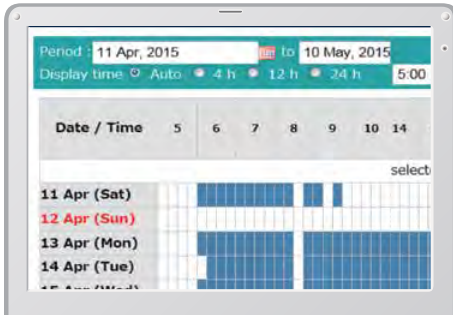 Period : 11 Apr, 2015 to 10 May, 2015
Display time Auto 4 h 12 h 24 h 5:00
Date / Time 5 6 7 8 9 10 14
11 Apr (Sat)
12 Apr (Sun)
13 Apr (Mon)
14 Apr (Tue)